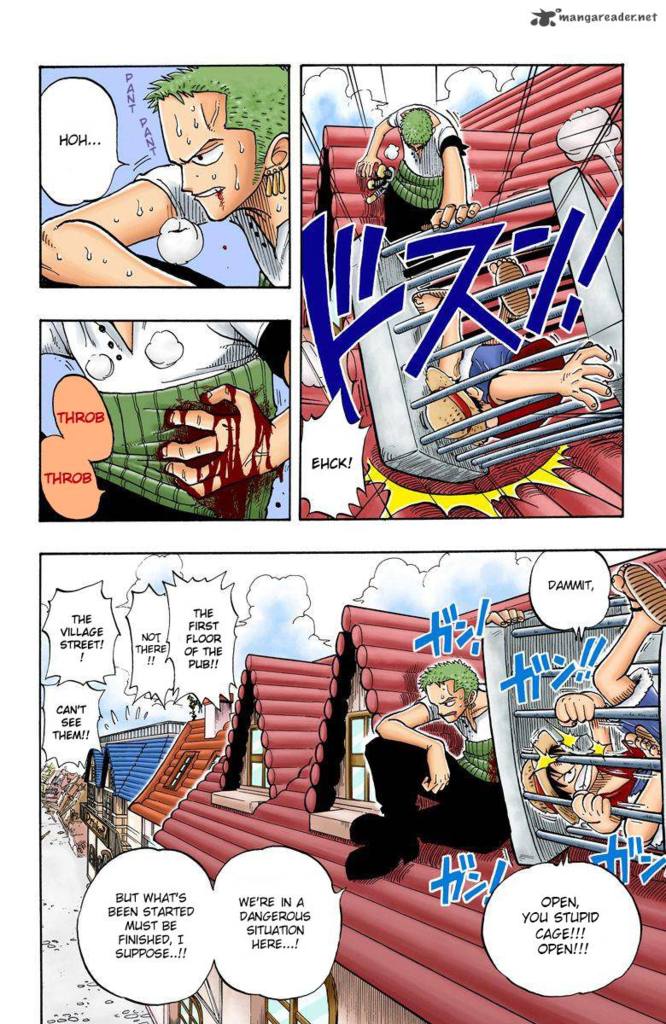 mangareader.net
HOH...
PANT
PANT
ドスン!!
EHCK!
THROB
THROB
DAMMIT,
ガン!
ガン!!
ガン!!
ガン!!
THE
VILLAGE
STREET!
!
NOT
THERE
!!
THE FIRST
FLOOR
OF THE
PUB!!
CAN'T
SEE
THEM!!
BUT WHAT'S
BEEN STARTED
MUST BE
FINISHED, I
SUPPOSE..!!
WE'RE IN A
DANGEROUS
SITUATION
HERE...!
OPEN,
YOU STUPID
CAGE!!!
OPEN!!!